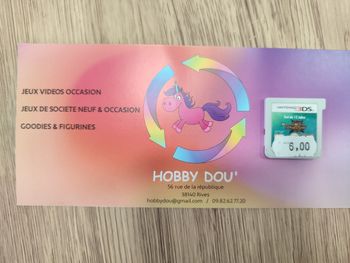 JEUX VIDEOS OCCASION
JEUX DE SOCIETE NEUF & OCCASION
GOODIES & FIGURINES
HOBBY DOU'
56 rue de la république
38140 Rives
hobbydou@gmail.com / 09.82.62.77.20
NINTENDO 3DS
6,00